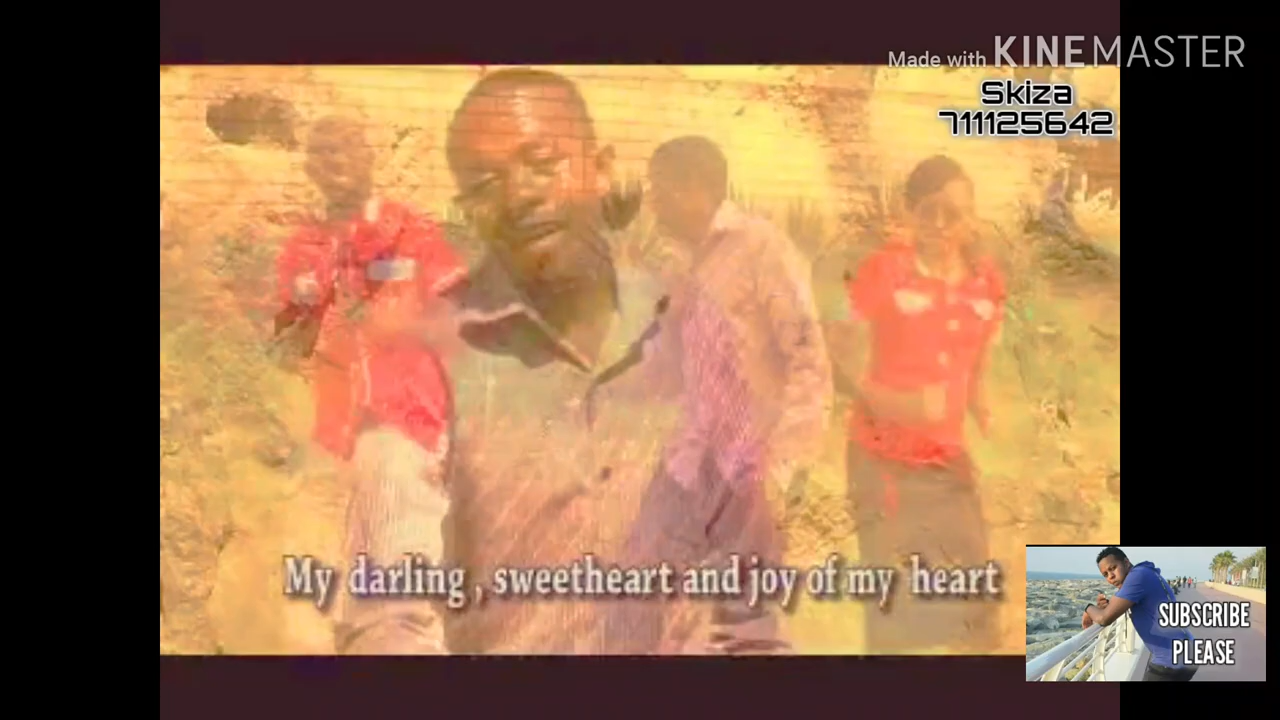 Made with KINEMASTER
Skiza
711125642
My darling , sweetheart and joy of my heart
SUBSCRIBE
PLEASE